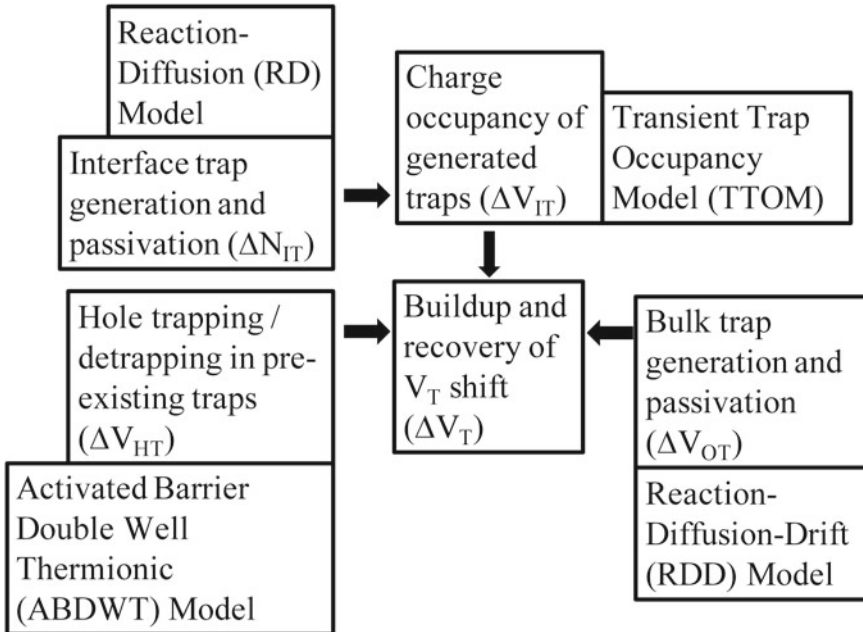 Reaction-
Diffusion (RD)
Model
Interface trap
generation and
passivation (ΔN_IT)
Charge
occupancy of
generated
traps (ΔV_IT)
Transient Trap
Occupancy
Model (TTOM)
Hole trapping /
detrapping in pre-
existing traps
(ΔV_HT)
Activated Barrier
Double Well
Thermionic
(ABDWT) Model
Buildup and
recovery of
V_T shift
(ΔV_T)
Bulk trap
generation and
passivation
(ΔV_OT)
Reaction-
Diffusion-Drift
(RDD) Model